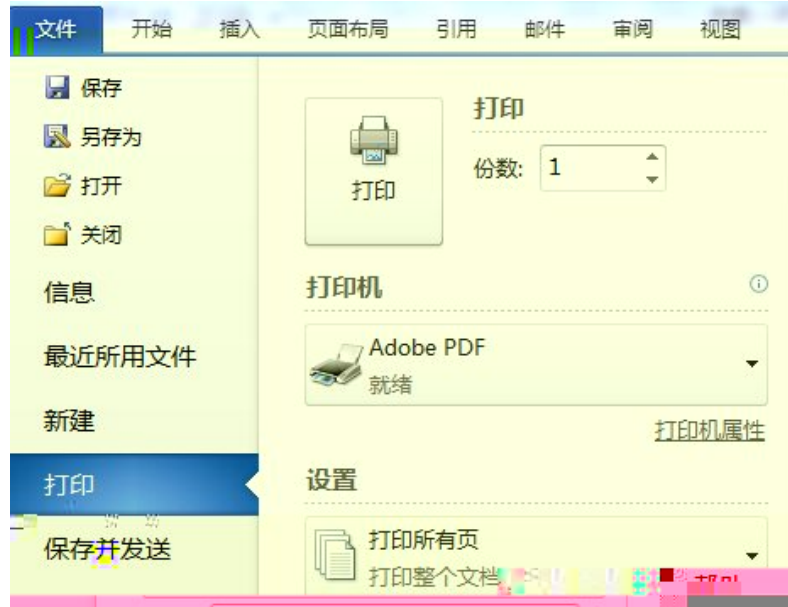 文件 开始 插入 页面布局 引用 邮件 审阅 视图
保存
另存为
打开
关闭
信息
最近所用文件
新建
打印
保存并发送
打印
打印
份数: 1
打印机
Adobe PDF
就绪
打印机属性
设置
打印所有页
打印整个文档